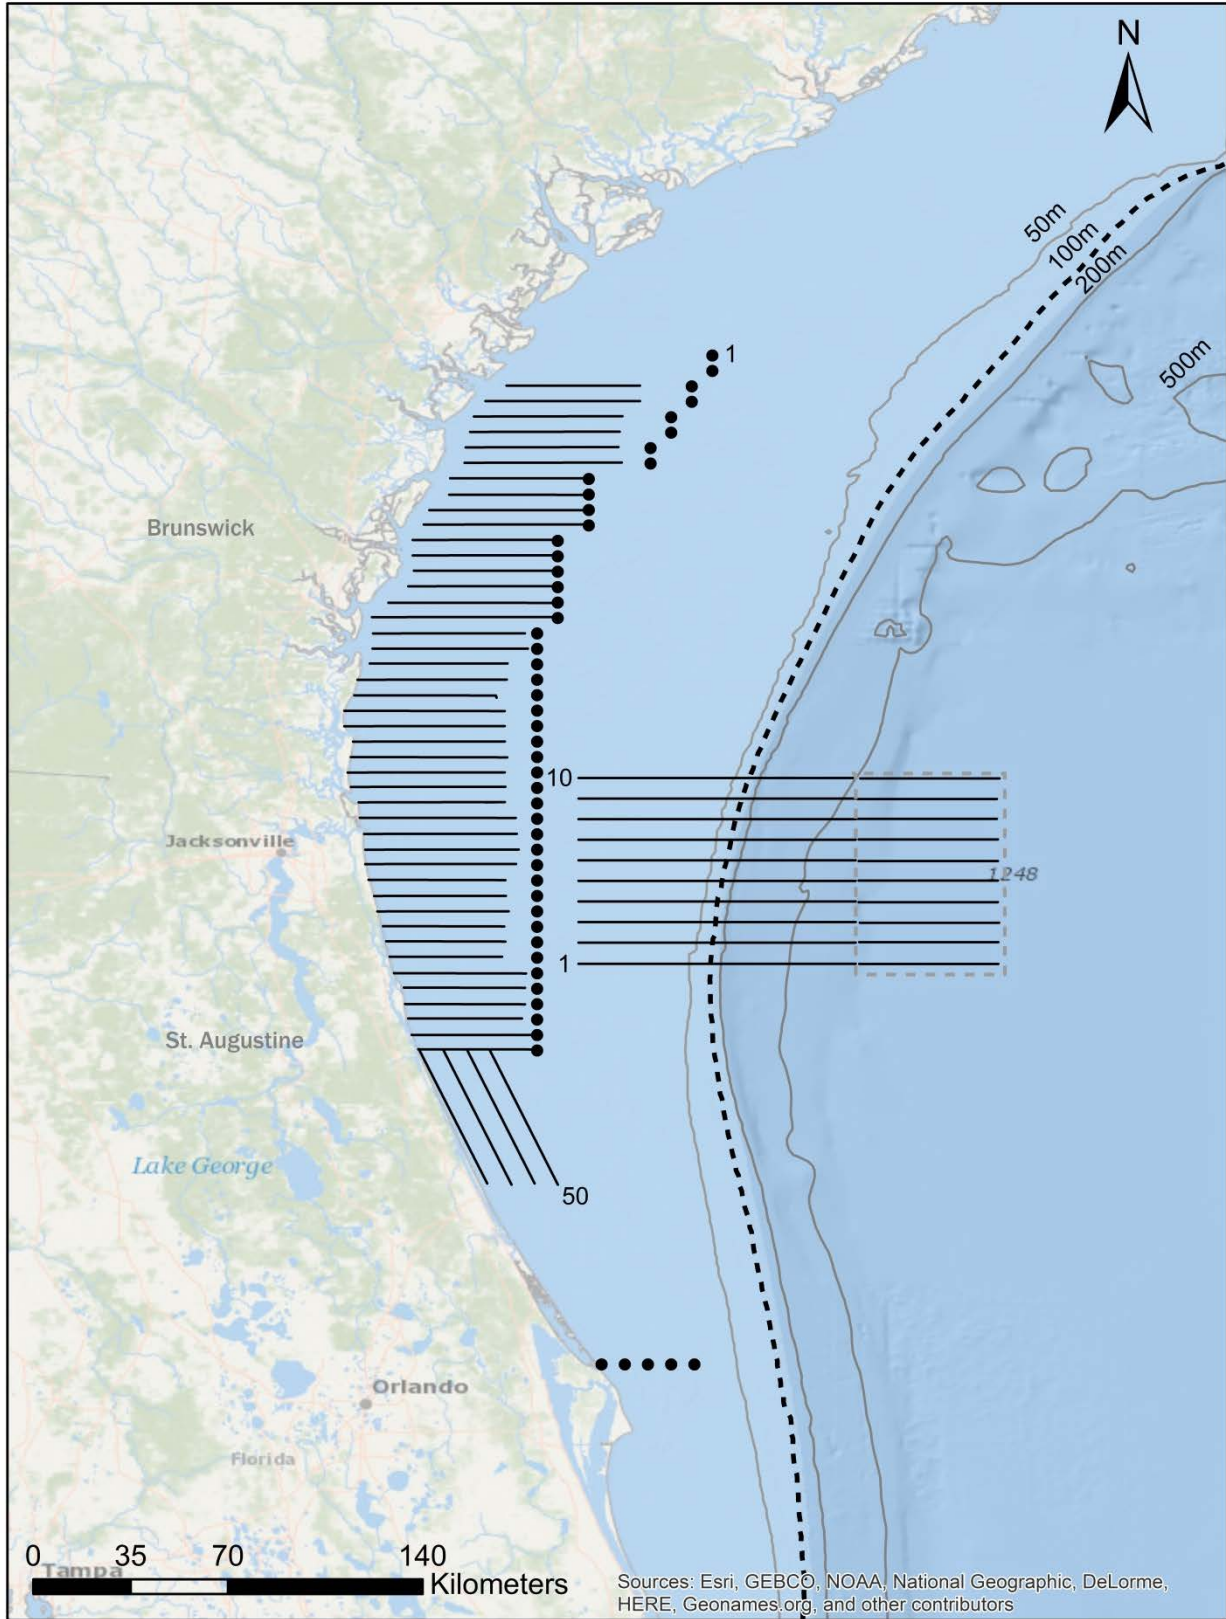 N
50m
100m
200m
500m
1
Brunswick
10
Jacksonville
1248
1
St. Augustine
Lake George
50
Orlando
Florida
0 35 70 140
Kilometers
Tampa
Sources: Esri, GEBCO, NOAA, National Geographic, DeLorme,
HERE, Geonames.org, and other contributors